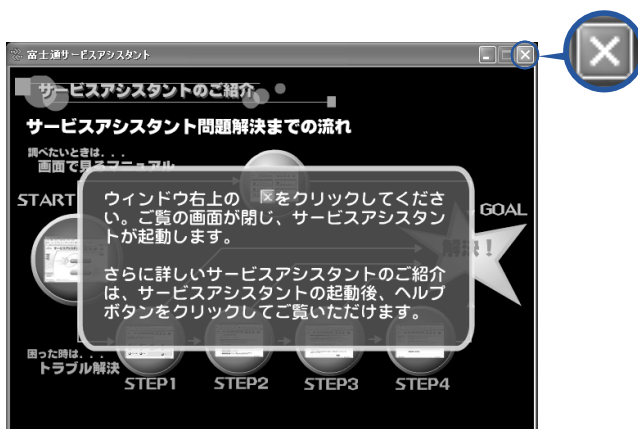 富士通サービスアシスタント
サービスアシスタントのご紹介
サービスアシスタント問題解決までの流れ
調べたいときは．．．
画面で見るマニュアル
START
GOAL
解決！
ウィンドウ右上の ☒をクリックしてくださ
い。ご覧の画面が閉じ、サービスアシスタン
トが起動します。
さらに詳しいサービスアシスタントのご紹介
は、サービスアシスタントの起動後、ヘルプ
ボタンをクリックしてご覧いただけます。
困った時は．．．
トラブル解決
STEP1
STEP2
STEP3
STEP4